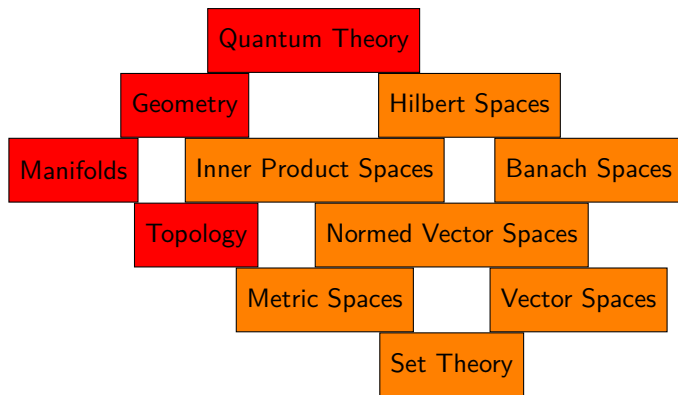 Quantum Theory
Geometry
Hilbert Spaces
Manifolds
Inner Product Spaces
Banach Spaces
Topology
Normed Vector Spaces
Metric Spaces
Vector Spaces
Set Theory